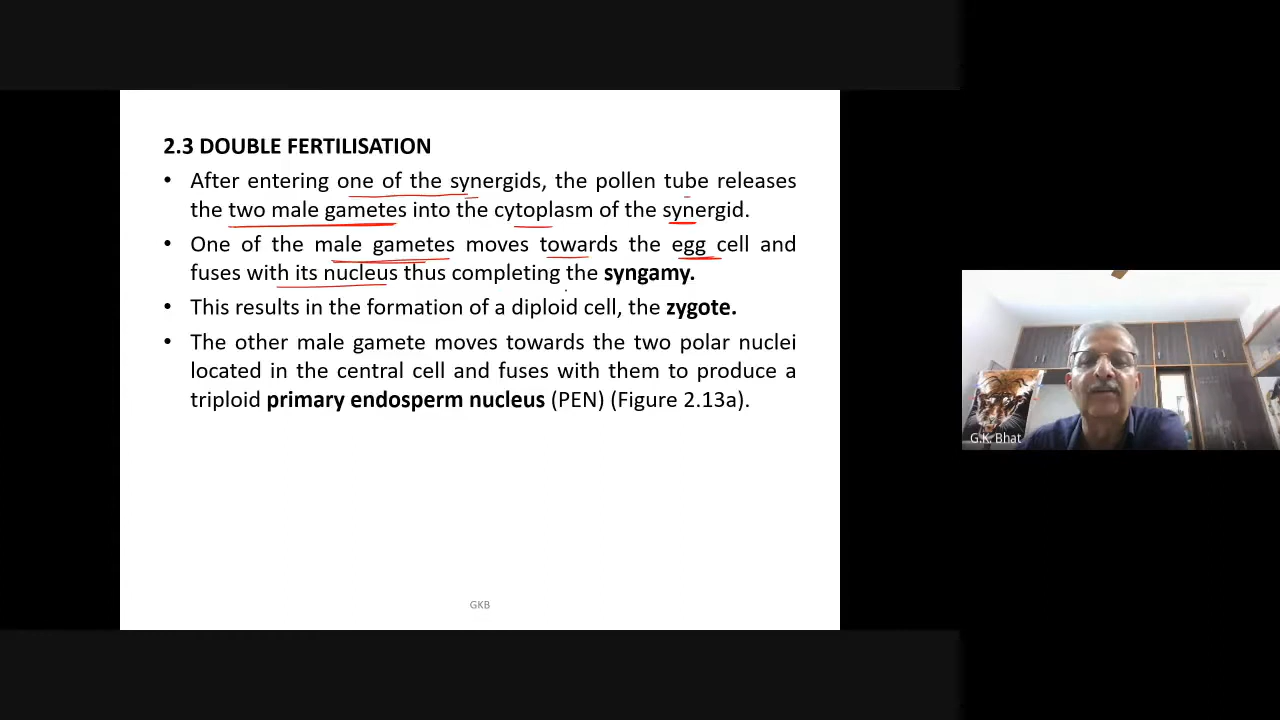 2.3 DOUBLE FERTILISATION
• After entering one of the synergids, the pollen tube releases
the two male gametes into the cytoplasm of the synergid.
• One of the male gametes moves towards the egg cell and
fuses with its nucleus thus completing the syngamy.
• This results in the formation of a diploid cell, the zygote.
• The other male gamete moves towards the two polar nuclei
located in the central cell and fuses with them to produce a
triploid primary endosperm nucleus (PEN) (Figure 2.13a).
GKB
G.K. Bhat